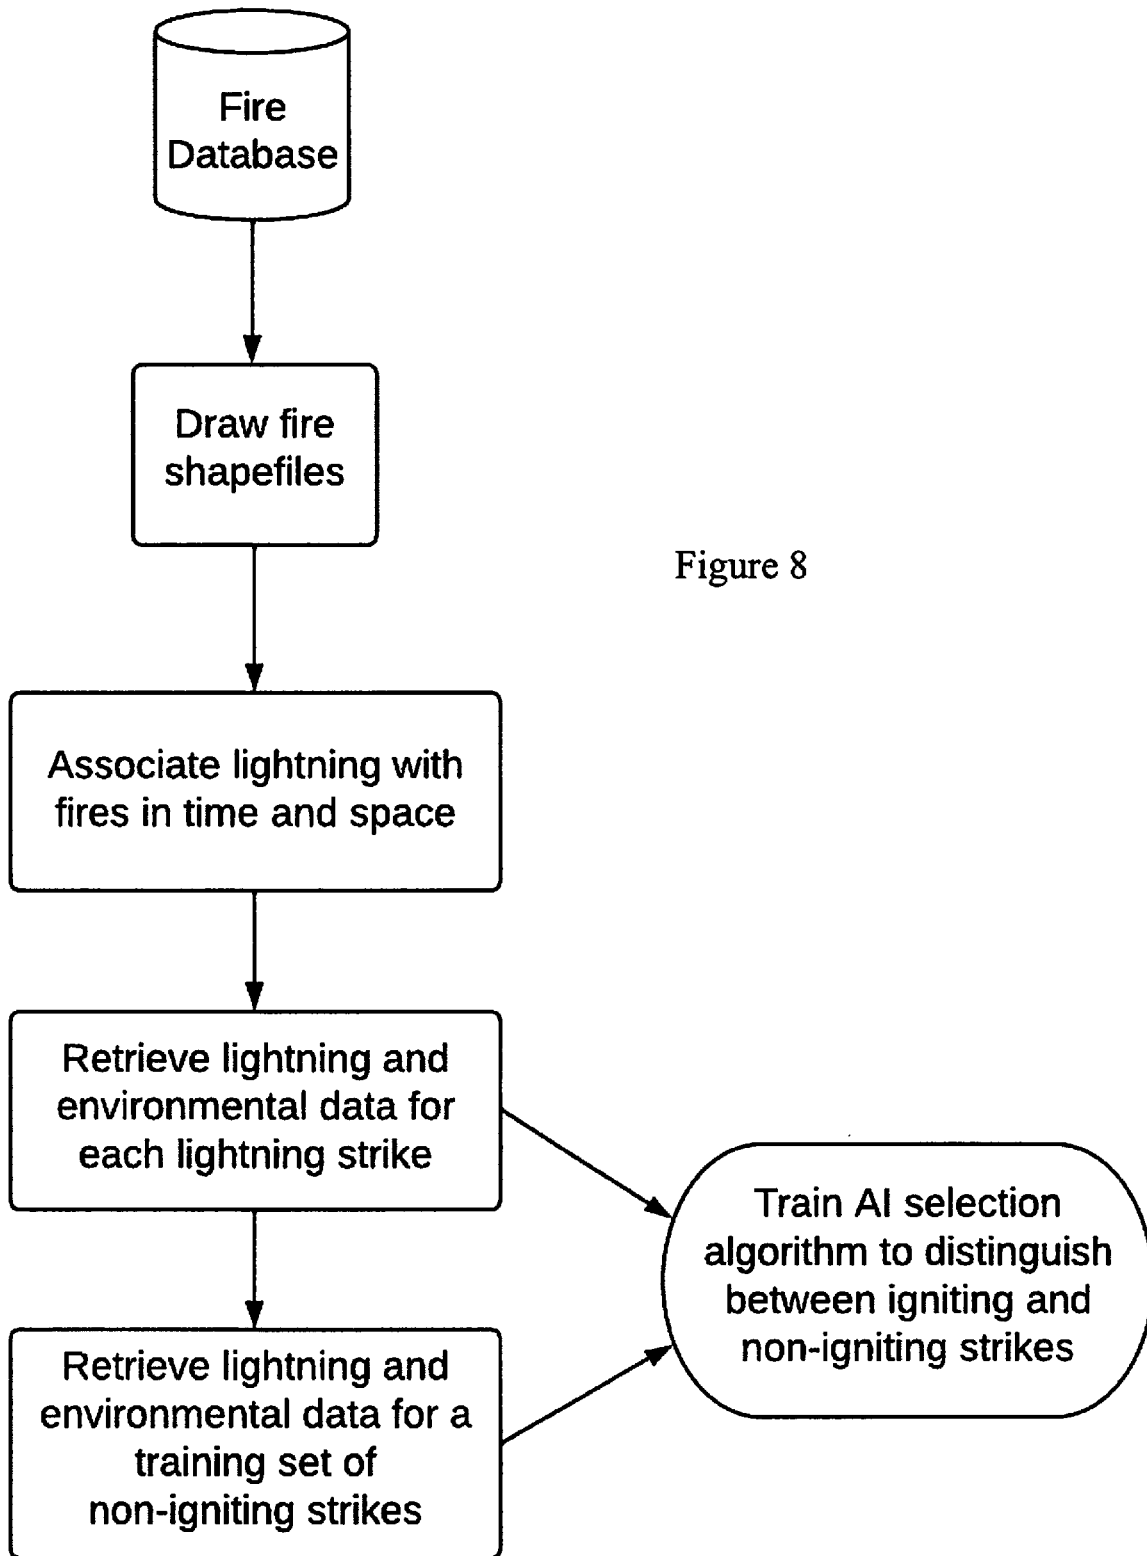 Fire
Database
Draw fire
shapefiles
Figure 8
Associate lightning with
fires in time and space
Retrieve lightning and
environmental data for
each lightning strike
Train AI selection
algorithm to distinguish
between igniting and
non-igniting strikes
Retrieve lightning and
environmental data for a
training set of
non-igniting strikes